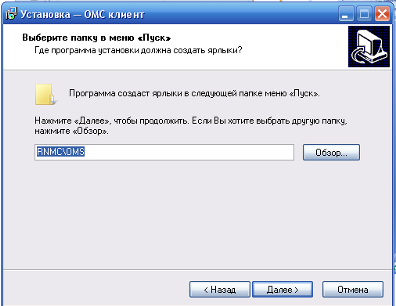 Установка — ОМС клиент
Выберите папку в меню «Пуск»
Где программа установки должна создать ярлыки?
Программа создаст ярлыки в следующей папке меню «Пуск».
Нажмите «Далее», чтобы продолжить. Если Вы хотите выбрать другую папку,
нажмите «Обзор».
RNMC\OMS
Обзор...
< Назад
Далее >
Отмена